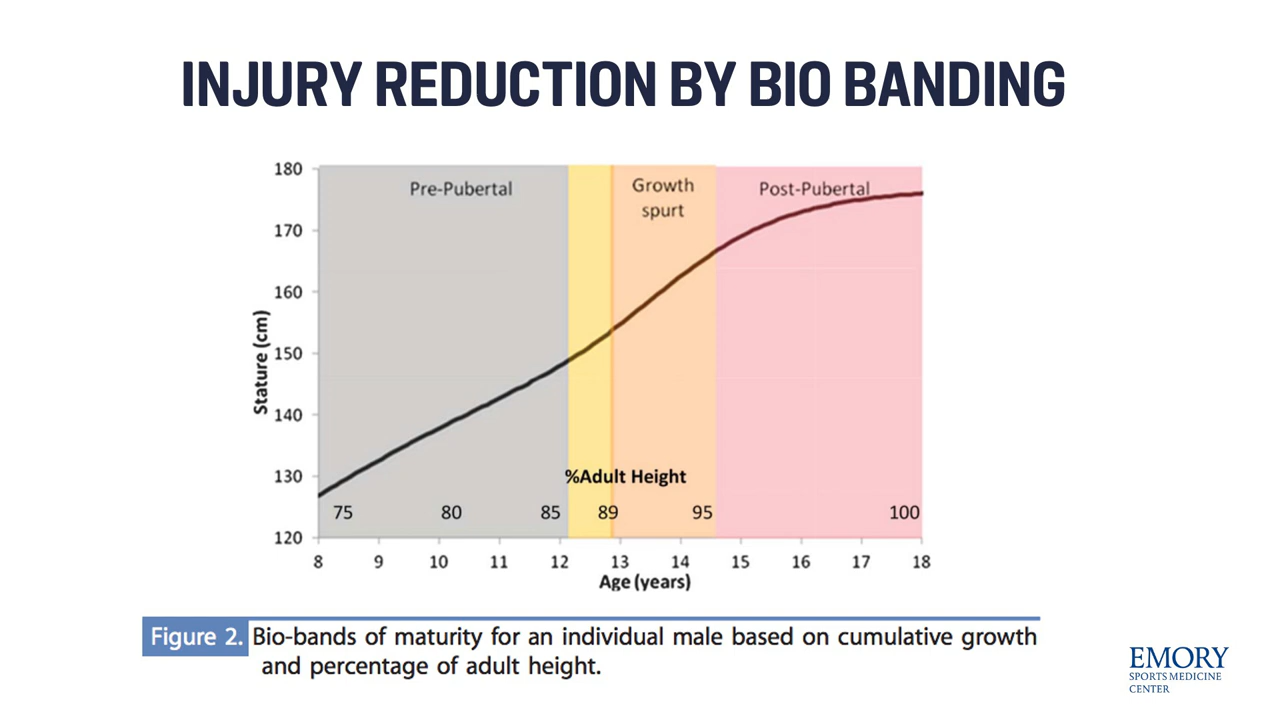 INJURY REDUCTION BY BIO BANDING
Pre-Pubertal
Growth
spurt
Post-Pubertal
180
170
160
150
140
130
120
Stature (cm)
%Adult Height
75 80 85 89 95 100
8 9 10 11 12 13 14 15 16 17 18
Age (years)
Figure 2. Bio-bands of maturity for an individual male based on cumulative growth
and percentage of adult height.
EMORY
SPORTS MEDICINE
CENTER